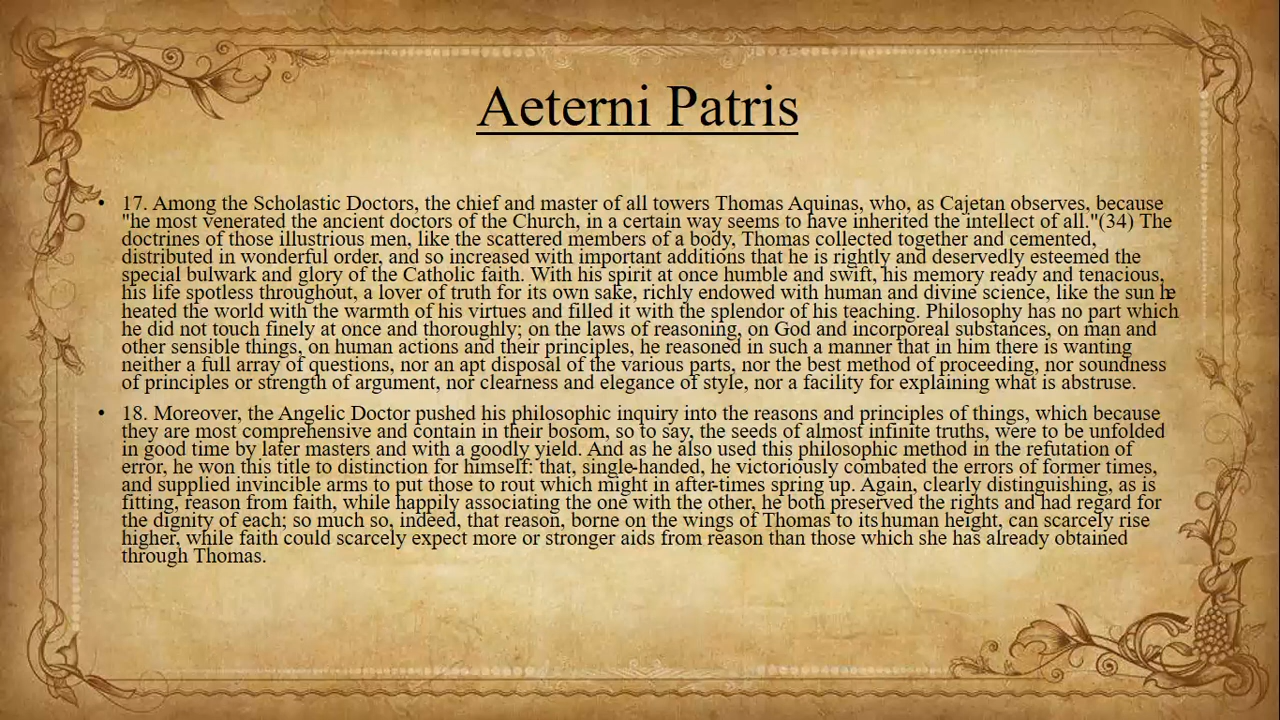 Aeterni Patris
• 17. Among the Scholastic Doctors, the chief and master of all towers Thomas Aquinas, who, as Cajetan observes, because
"he most venerated the ancient doctors of the Church, in a certain way seems to have inherited the intellect of all."(34) The
doctrines of those illustrious men, like the scattered members of a body, Thomas collected together and cemented,
distributed in wonderful order, and so increased with important additions that he is rightly and deservedly esteemed the
special bulwark and glory of the Catholic faith. With his spirit at once humble and swift, his memory ready and tenacious,
his life spotless throughout, a lover of truth for its own sake, richly endowed with human and divine science, like the sun he
heated the world with the warmth of his virtues and filled it with the splendor of his teaching. Philosophy has no part which
he did not touch finely at once and thoroughly; on the laws of reasoning, on God and incorporeal substances, on man and
other sensible things, on human actions and their principles, he reasoned in such a manner that in him there is wanting
neither a full array of questions, nor an apt disposal of the various parts, nor the best method of proceeding, nor soundness
of principles or strength of argument, nor clearness and elegance of style, nor a facility for explaining what is abstruse.
• 18. Moreover, the Angelic Doctor pushed his philosophic inquiry into the reasons and principles of things, which because
they are most comprehensive and contain in their bosom, so to say, the seeds of almost infinite truths, were to be unfolded
in good time by later masters and with a goodly yield. And as he also used this philosophic method in the refutation of
error, he won this title to distinction for himself: that, single-handed, he victoriously combated the errors of former times,
and supplied invincible arms to put those to rout which might in after-times spring up. Again, clearly distinguishing, as is
fitting, reason from faith, while happily associating the one with the other, he both preserved the rights and had regard for
the dignity of each; so much so, indeed, that reason, borne on the wings of Thomas to its human height, can scarcely rise
higher, while faith could scarcely expect more or stronger aids from reason than those which she has already obtained
through Thomas.